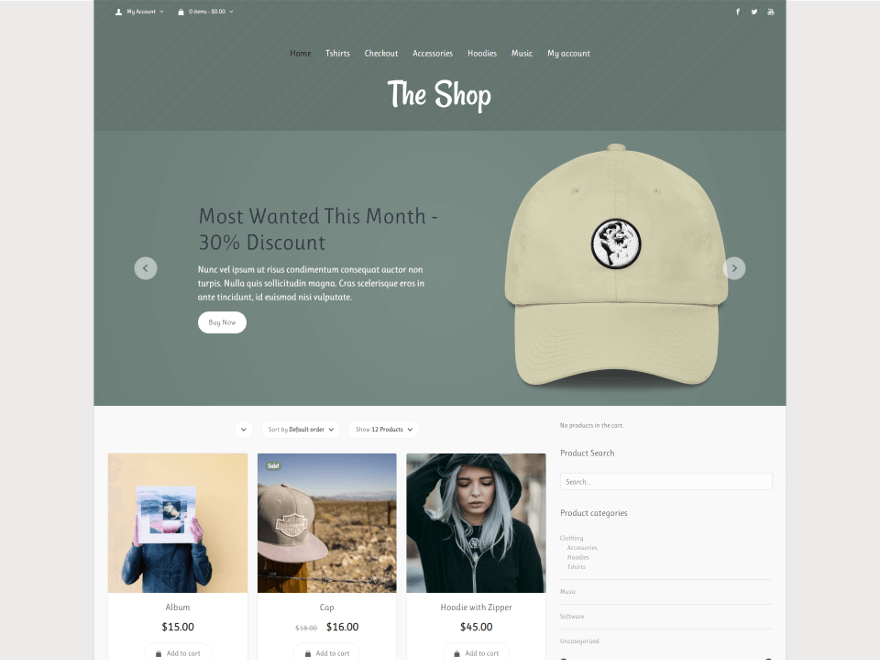 My Account
0 items - $0.00
Home Tshirts Checkout Accessories Hoodies Music My account
The Shop
Most Wanted This Month -
30% Discount
Nunc vel ipsum ut risus condimentum consequat auctor non
turpis. Nulla quis sollicitudin magna. Cras scelerisque eros in
ante tincidunt, id euismod nisi vulputate.
Buy Now
Sort by Default order
Show 12 Products
Sale!
Album
$15.00
Add to cart
Cap
$18.00 $16.00
Add to cart
Hoodie with Zipper
$45.00
Add to cart
No products in the cart.
Product Search
Search...
Product categories
Clothing
Accessories
Hoodies
Tshirts
Music
Software
Uncategorized